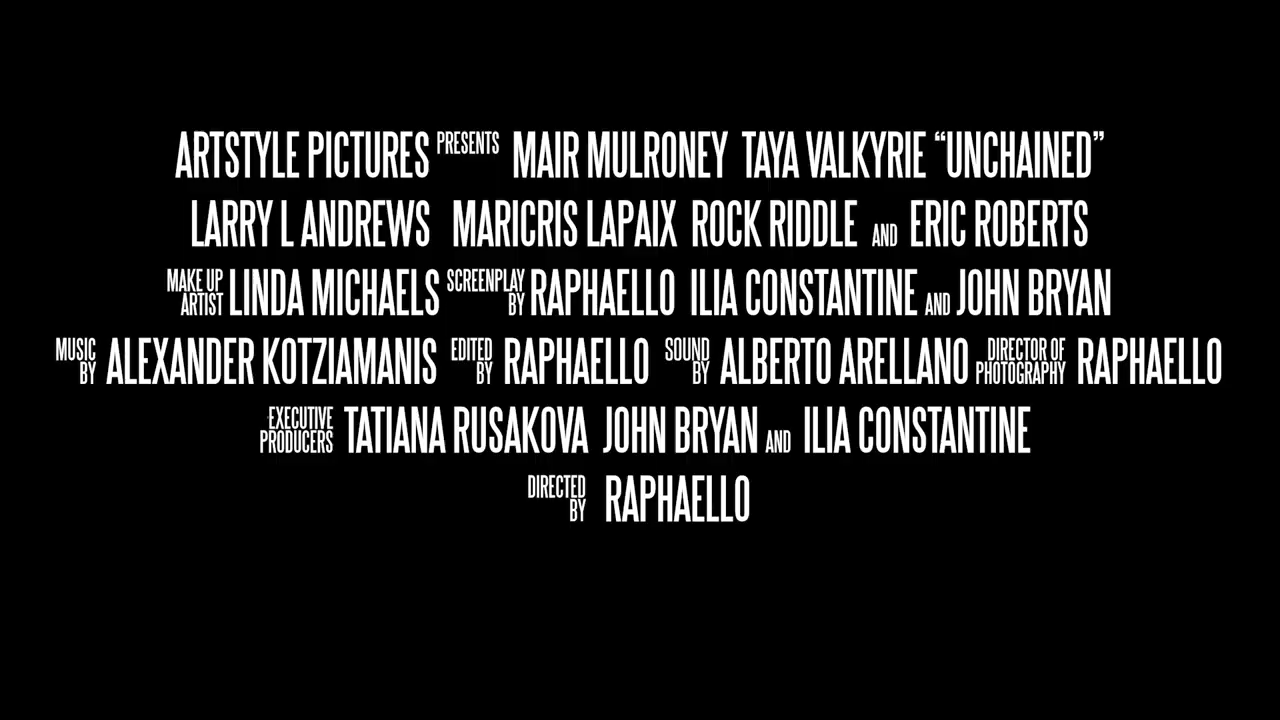 ARTSTYLE PICTURES PRESENTS MAIR MULRONEY TAYA VALKYRIE “UNCHAINED”
LARRY L ANDREWS MARICRIS LAPAIX ROCK RIDDLE AND ERIC ROBERTS
MAKE UP ARTIST LINDA MICHAELS SCREENPLAY BY RAPHAELLO ILIA CONSTANTINE AND JOHN BRYAN
MUSIC BY ALEXANDER KOTZIAMANIS EDITED BY RAPHAELLO SOUND BY ALBERTO ARELLANO DIRECTOR OF PHOTOGRAPHY RAPHAELLO
EXECUTIVE PRODUCERS TATIANA RUSAKOVA JOHN BRYAN AND ILIA CONSTANTINE
DIRECTED BY RAPHAELLO